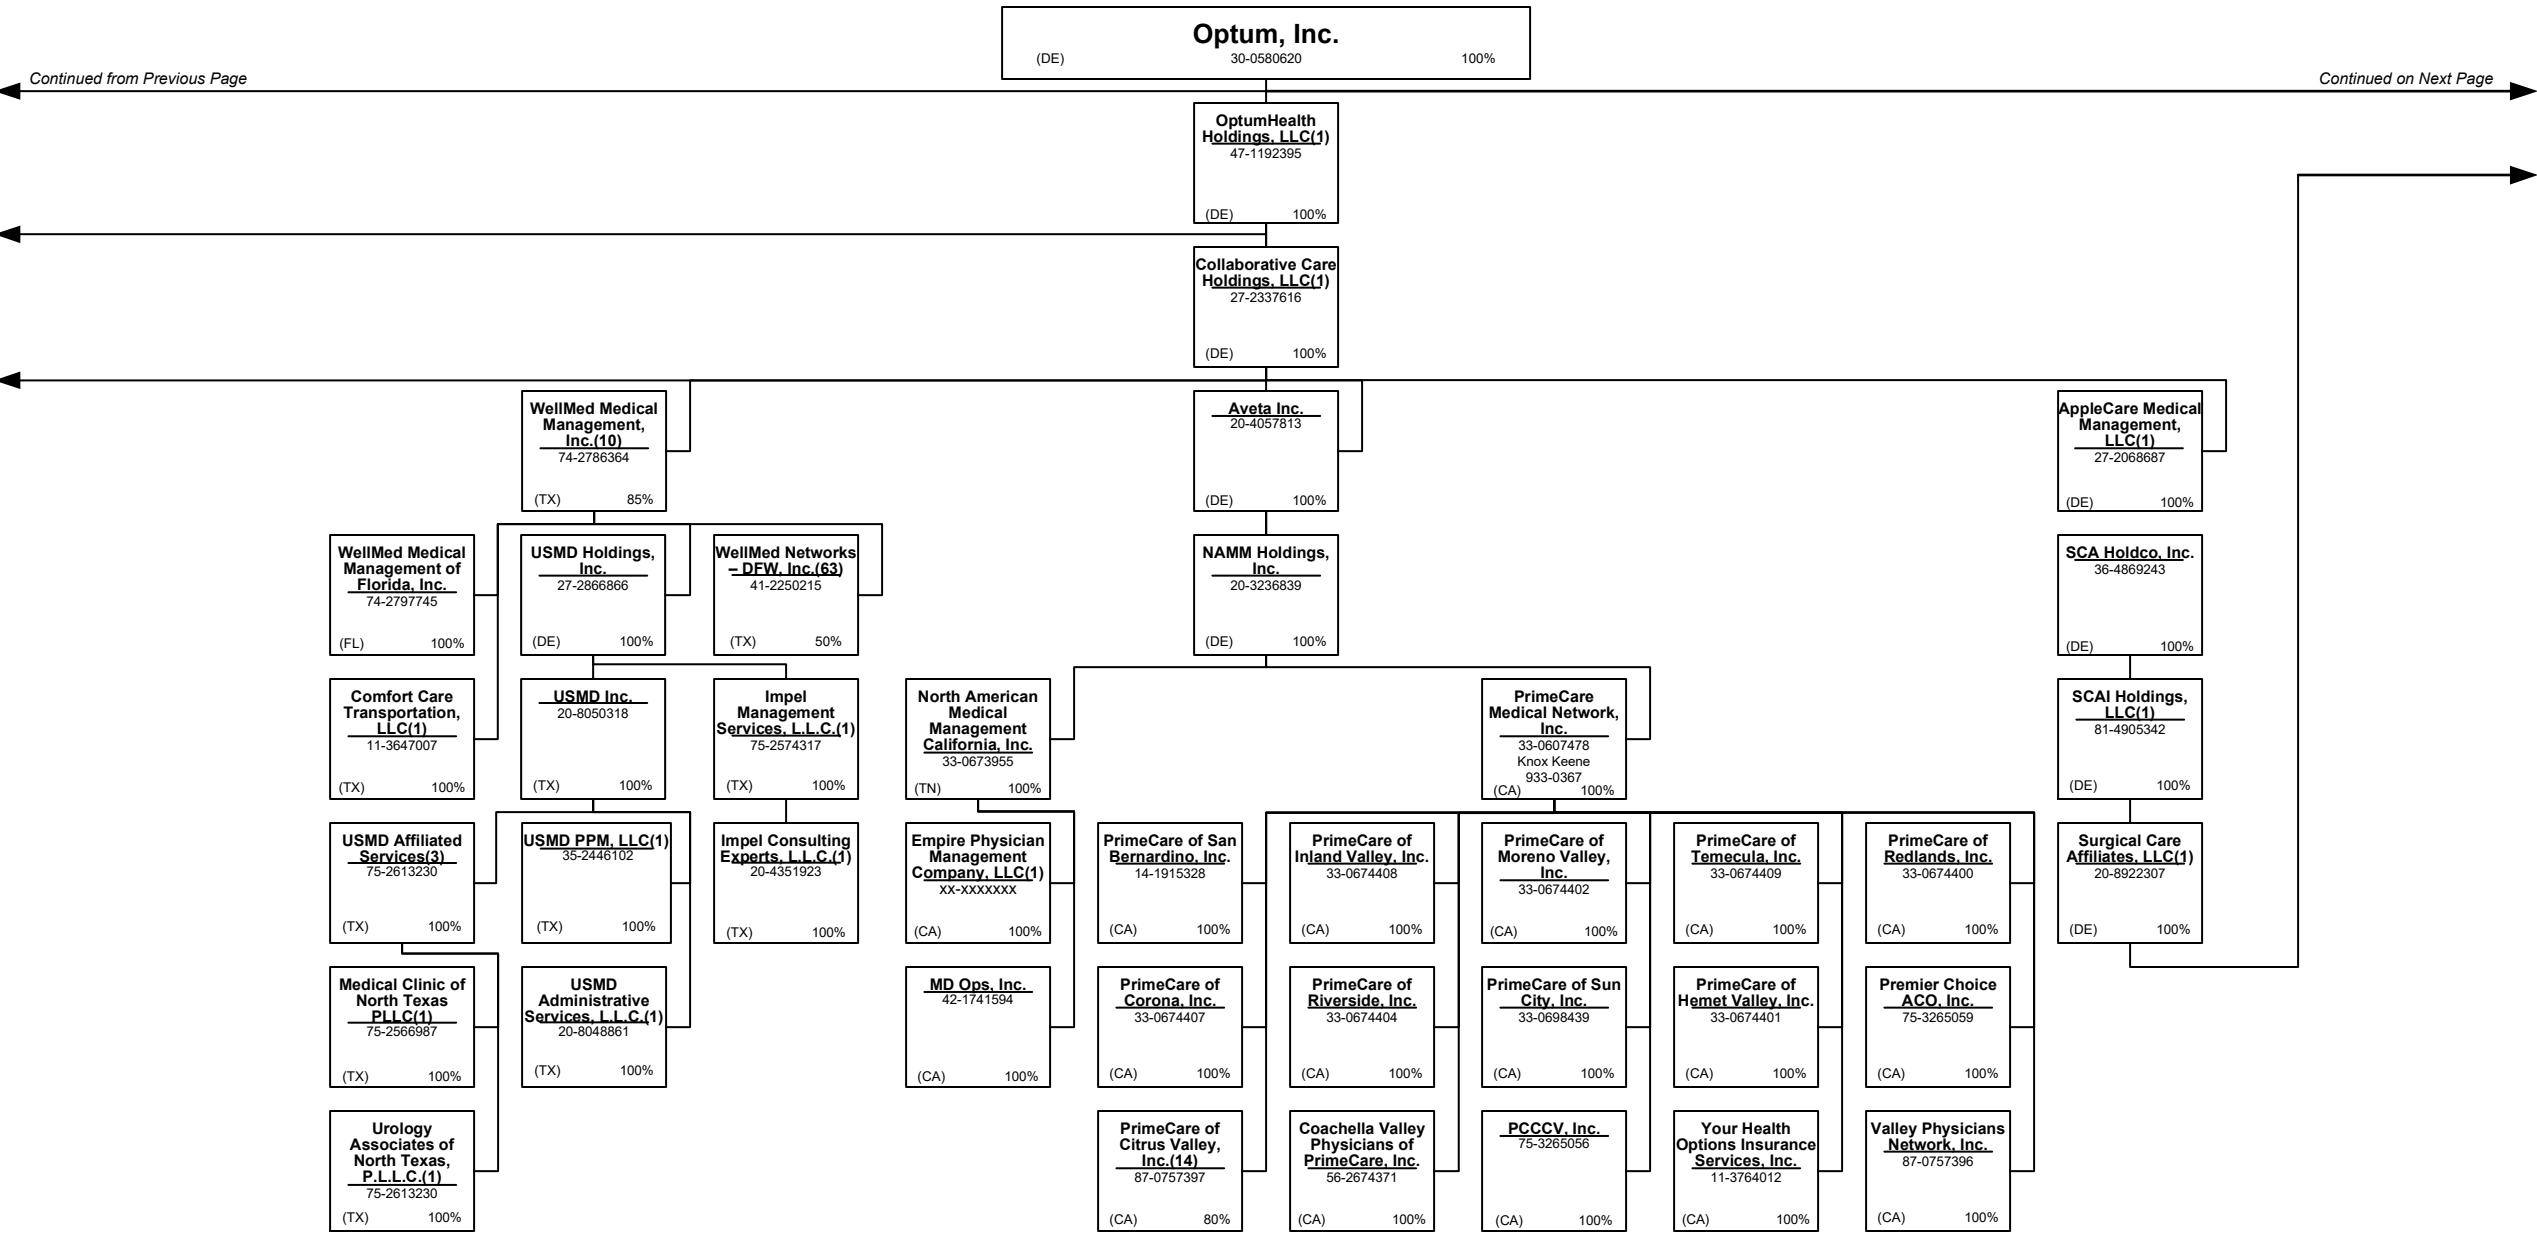 Optum, Inc.
(DE) 30-0580620 100%
Continued from Previous Page
Continued on Next Page
OptumHealth
Holdings, LLC(1)
47-1192395
(DE) 100%
Collaborative Care
Holdings, LLC(1)
27-2337616
(DE) 100%
WellMed Medical
Management,
Inc.(10)
74-2786364
(TX) 85%
Aveta Inc.
20-4057813
(DE) 100%
AppleCare Medical
Management,
LLC(1)
27-2068687
(DE) 100%
WellMed Medical
Management of
Florida, Inc.
74-2797745
(FL) 100%
USMD Holdings,
Inc.
27-2866866
(DE) 100%
WellMed Networks
– DFW, Inc.(63)
41-2250215
(TX) 50%
NAMM Holdings,
Inc.
20-3236839
(DE) 100%
SCA Holdco, Inc.
36-4869243
(DE) 100%
Comfort Care
Transportation,
LLC(1)
11-3647007
(TX) 100%
USMD Inc.
20-8050318
(TX) 100%
Impel
Management
Services, L.L.C.(1)
75-2574317
(TX) 100%
North American
Medical
Management
California, Inc.
33-0673955
(TN) 100%
PrimeCare
Medical Network,
Inc.
33-0607478
Knox Keene
933-0367
(CA) 100%
SCAI Holdings,
LLC(1)
81-4905342
(DE) 100%
USMD Affiliated
Services(3)
75-2613230
(TX) 100%
USMD PPM, LLC(1)
35-2446102
(TX) 100%
Impel Consulting
Experts, L.L.C.(1)
20-4351923
(TX) 100%
Empire Physician
Management
Company, LLC(1)
xx-xxxxxxx
(CA) 100%
PrimeCare of San
Bernardino, Inc.
14-1915328
(CA) 100%
PrimeCare of
Inland Valley, Inc.
33-0674408
(CA) 100%
PrimeCare of
Moreno Valley,
Inc.
33-0674402
(CA) 100%
PrimeCare of
Temecula, Inc.
33-0674409
(CA) 100%
PrimeCare of
Redlands, Inc.
33-0674400
(CA) 100%
Surgical Care
Affiliates, LLC(1)
20-8922307
(DE) 100%
Medical Clinic of
North Texas
PLLC(1)
75-2566987
(TX) 100%
USMD
Administrative
Services, L.L.C.(1)
20-8048861
(TX) 100%
MD Ops, Inc.
42-1741594
(CA) 100%
PrimeCare of
Corona, Inc.
33-0674407
(CA) 100%
PrimeCare of
Riverside, Inc.
33-0674404
(CA) 100%
PrimeCare of Sun
City, Inc.
33-0698439
(CA) 100%
PrimeCare of
Hemet Valley, Inc.
33-0674401
(CA) 100%
Premier Choice
ACO, Inc.
75-3265059
(CA) 100%
Urology
Associates of
North Texas,
P.L.L.C.(1)
75-2613230
(TX) 100%
PrimeCare of
Citrus Valley,
Inc.(14)
87-0757397
(CA) 80%
Coachella Valley
Physicians of
PrimeCare, Inc.
56-2674371
(CA) 100%
PCCCV, Inc.
75-3265056
(CA) 100%
Your Health
Options Insurance
Services, Inc.
11-3764012
(CA) 100%
Valley Physicians
Network, Inc.
87-0757396
(CA) 100%